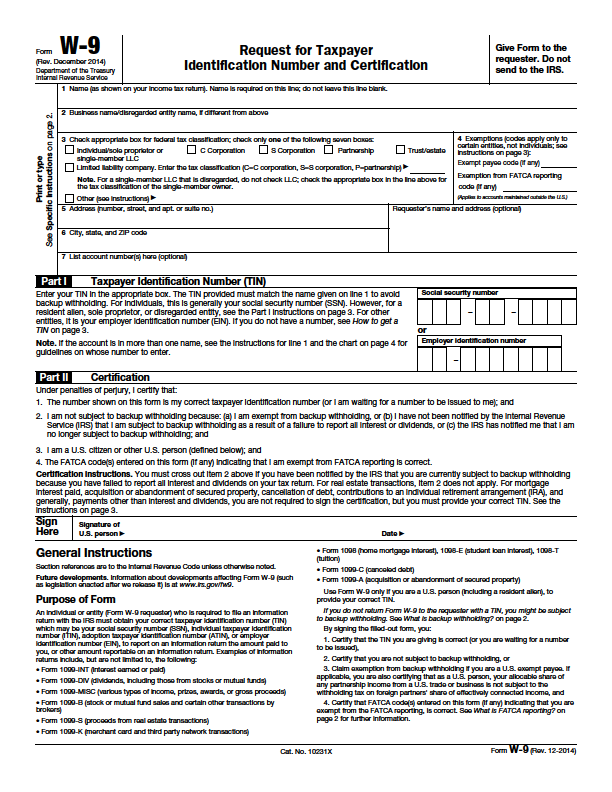 Form W-9
(Rev. December 2014)
Department of the Treasury
Internal Revenue Service
Request for Taxpayer
Identification Number and Certification
Give Form to the
requester. Do not
send to the IRS.
Print or type
See Specific Instructions on page 2.
1 Name (as shown on your income tax return). Name is required on this line; do not leave this line blank.
2 Business name/disregarded entity name, if different from above
3 Check appropriate box for federal tax classification; check only one of the following seven boxes:
Individual/sole proprietor or
single-member LLC
C Corporation
S Corporation
Partnership
Trust/estate
Limited liability company. Enter the tax classification (C=C corporation, S=S corporation, P=partnership) ▶
Note. For a single-member LLC that is disregarded, do not check LLC; check the appropriate box in the line above for
the tax classification of the single-member owner.
Other (see instructions) ▶
4 Exemptions (codes apply only to
certain entities, not individuals; see
instructions on page 3):
Exempt payee code (if any)
Exemption from FATCA reporting
code (if any)
(Applies to accounts maintained outside the U.S.)
5 Address (number, street, and apt. or suite no.)
Requester's name and address (optional)
6 City, state, and ZIP code
7 List account number(s) here (optional)
Part I Taxpayer Identification Number (TIN)
Enter your TIN in the appropriate box. The TIN provided must match the name given on line 1 to avoid
backup withholding. For individuals, this is generally your social security number (SSN). However, for a
resident alien, sole proprietor, or disregarded entity, see the Part I instructions on page 3. For other
entities, it is your employer identification number (EIN). If you do not have a number, see How to get a
TIN on page 3.
Note. If the account is in more than one name, see the instructions for line 1 and the chart on page 4 for
guidelines on whose number to enter.
Social security number
– –
or
Employer identification number
–
Part II Certification
Under penalties of perjury, I certify that:
1. The number shown on this form is my correct taxpayer identification number (or I am waiting for a number to be issued to me); and
2. I am not subject to backup withholding because: (a) I am exempt from backup withholding, or (b) I have not been notified by the Internal Revenue
Service (IRS) that I am subject to backup withholding as a result of a failure to report all interest or dividends, or (c) the IRS has notified me that I am
no longer subject to backup withholding; and
3. I am a U.S. citizen or other U.S. person (defined below); and
4. The FATCA code(s) entered on this form (if any) indicating that I am exempt from FATCA reporting is correct.
Certification instructions. You must cross out item 2 above if you have been notified by the IRS that you are currently subject to backup withholding
because you have failed to report all interest and dividends on your tax return. For real estate transactions, item 2 does not apply. For mortgage
interest paid, acquisition or abandonment of secured property, cancellation of debt, contributions to an individual retirement arrangement (IRA), and
generally, payments other than interest and dividends, you are not required to sign the certification, but you must provide your correct TIN. See the
instructions on page 3.
Sign
Here
Signature of
U.S. person ▶
Date ▶
General Instructions
Section references are to the Internal Revenue Code unless otherwise noted.
Future developments. Information about developments affecting Form W-9 (such
as legislation enacted after we release it) is at www.irs.gov/fw9.
Purpose of Form
An individual or entity (Form W-9 requester) who is required to file an information
return with the IRS must obtain your correct taxpayer identification number (TIN)
which may be your social security number (SSN), individual taxpayer identification
number (ITIN), adoption taxpayer identification number (ATIN), or employer
identification number (EIN), to report on an information return the amount paid to
you, or other amount reportable on an information return. Examples of information
returns include, but are not limited to, the following:
• Form 1099-INT (interest earned or paid)
• Form 1099-DIV (dividends, including those from stocks or mutual funds)
• Form 1099-MISC (various types of income, prizes, awards, or gross proceeds)
• Form 1099-B (stock or mutual fund sales and certain other transactions by
brokers)
• Form 1099-S (proceeds from real estate transactions)
• Form 1099-K (merchant card and third party network transactions)
• Form 1098 (home mortgage interest), 1098-E (student loan interest), 1098-T
(tuition)
• Form 1099-C (canceled debt)
• Form 1099-A (acquisition or abandonment of secured property)
Use Form W-9 only if you are a U.S. person (including a resident alien), to
provide your correct TIN.
If you do not return Form W-9 to the requester with a TIN, you might be subject
to backup withholding. See What is backup withholding? on page 2.
By signing the filled-out form, you:
1. Certify that the TIN you are giving is correct (or you are waiting for a number
to be issued),
2. Certify that you are not subject to backup withholding, or
3. Claim exemption from backup withholding if you are a U.S. exempt payee. If
applicable, you are also certifying that as a U.S. person, your allocable share of
any partnership income from a U.S. trade or business is not subject to the
withholding tax on foreign partners' share of effectively connected income, and
4. Certify that FATCA code(s) entered on this form (if any) indicating that you are
exempt from the FATCA reporting, is correct. See What is FATCA reporting? on
page 2 for further information.
Cat. No. 10231X
Form W-9 (Rev. 12-2014)